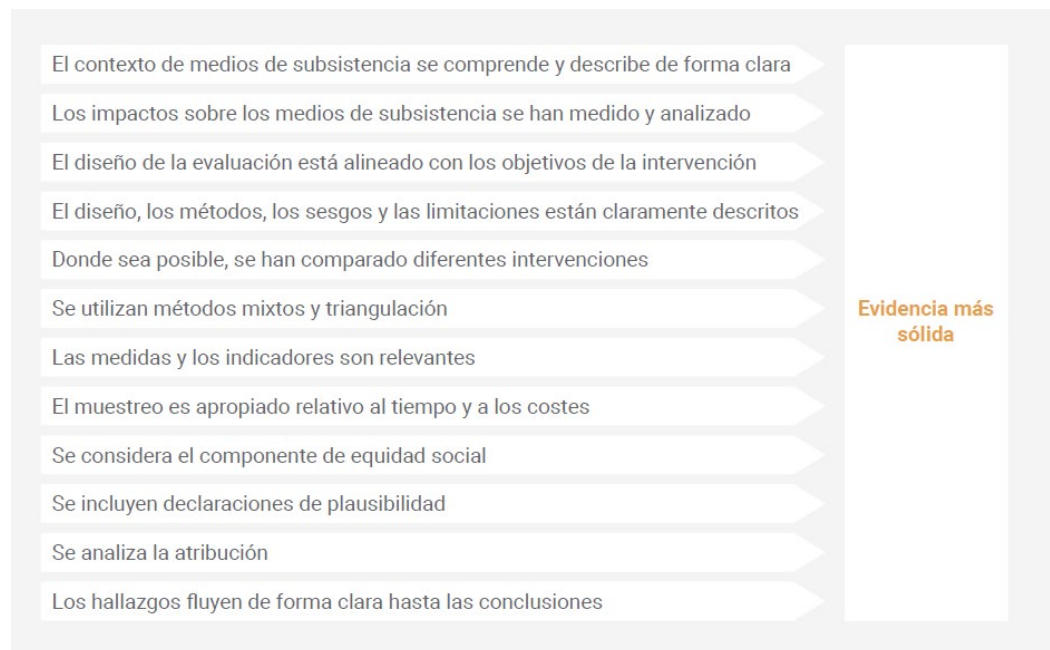 El contexto de medios de subsistencia se comprende y describe de forma clara
Los impactos sobre los medios de subsistencia se han medido y analizado
El diseño de la evaluación está alineado con los objetivos de la intervención
El diseño, los métodos, los sesgos y las limitaciones están claramente descritos
Donde sea posible, se han comparado diferentes intervenciones
Se utilizan métodos mixtos y triangulación
Las medidas y los indicadores son relevantes
El muestreo es apropiado relativo al tiempo y a los costes
Se considera el componente de equidad social
Se incluyen declaraciones de plausibilidad
Se analiza la atribución
Los hallazgos fluyen de forma clara hasta las conclusiones
Evidencia más
sólida